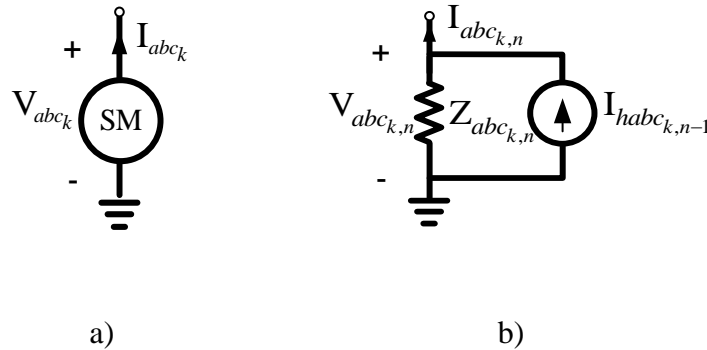 I_{abc_k}
+
V_{abc_k}
SM
-
a)
I_{abc_{k,n}}
+
V_{abc_{k,n}}
Z_{abc_{k,n}}
I_{habc_{k,n-1}}
-
b)